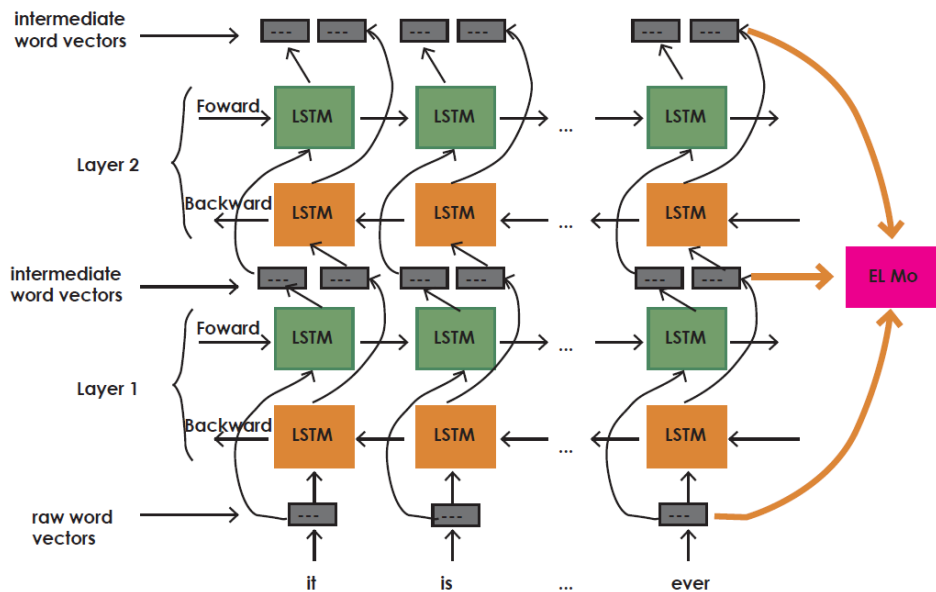 intermediate
word vectors
--- --- --- --- --- ---
Foward
LSTM LSTM ... LSTM
Layer 2
Backward
LSTM LSTM ... LSTM
intermediate
word vectors
--- --- --- --- --- ---
EL Mo
Foward
LSTM LSTM ... LSTM
Layer 1
Backward
LSTM LSTM ... LSTM
raw word
vectors
--- --- ---
it is ... ever